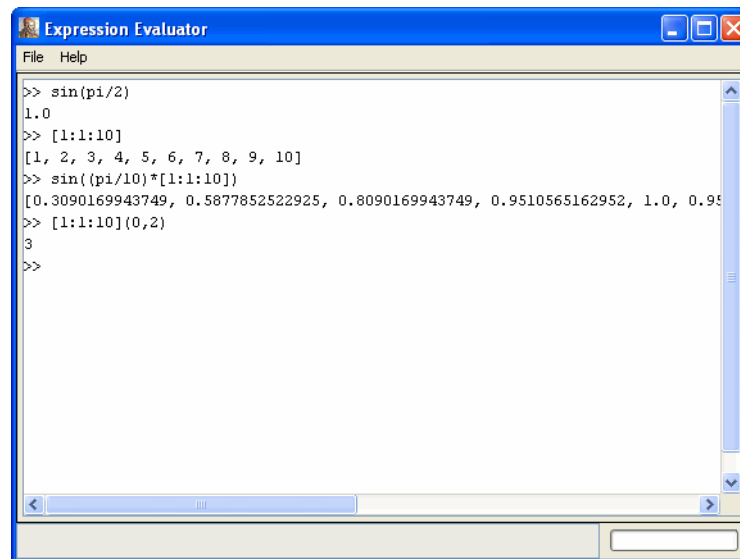 Expression Evaluator
File Help
>> sin(pi/2)
1.0
>> [1:1:10]
[1, 2, 3, 4, 5, 6, 7, 8, 9, 10]
>> sin((pi/10)*[1:1:10])
[0.3090169943749, 0.5877852522925, 0.8090169943749, 0.9510565162952, 1.0, 0.95
>> [1:1:10](0,2)
3
>>